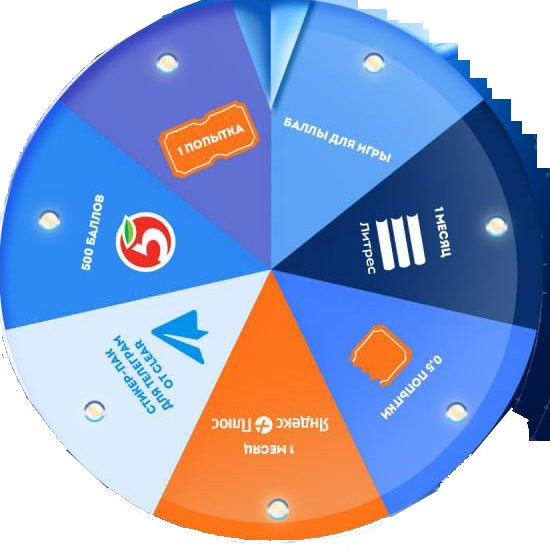 БАЛЛЫ ДЛЯ ИГРЫ
1 МЕСЯЦ
литрес
0,5 ПОПЫТКИ
1 МЕСЯЦ
Яндекс Плюс
СТИКЕР-ПАК
ДЛЯ ТЕЛЕГРАМ
ОТ CLEAR
500 БАЛЛОВ
5
1 ПОПЫТКА